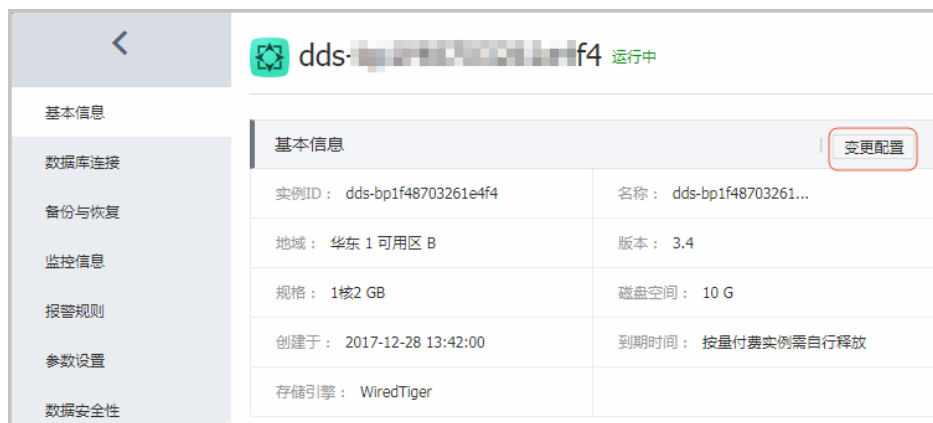 dds-
f4 运行中
基本信息
数据库连接
备份与恢复
监控信息
报警规则
参数设置
数据安全性
基本信息
变更配置
实例ID： dds-bp1f48703261e4f4
名称： dds-bp1f48703261...
地域： 华东 1 可用区 B
版本： 3.4
规格： 1核2 GB
磁盘空间： 10 G
创建于： 2017-12-28 13:42:00
到期时间： 按量付费实例需自行释放
存储引擎： WiredTiger